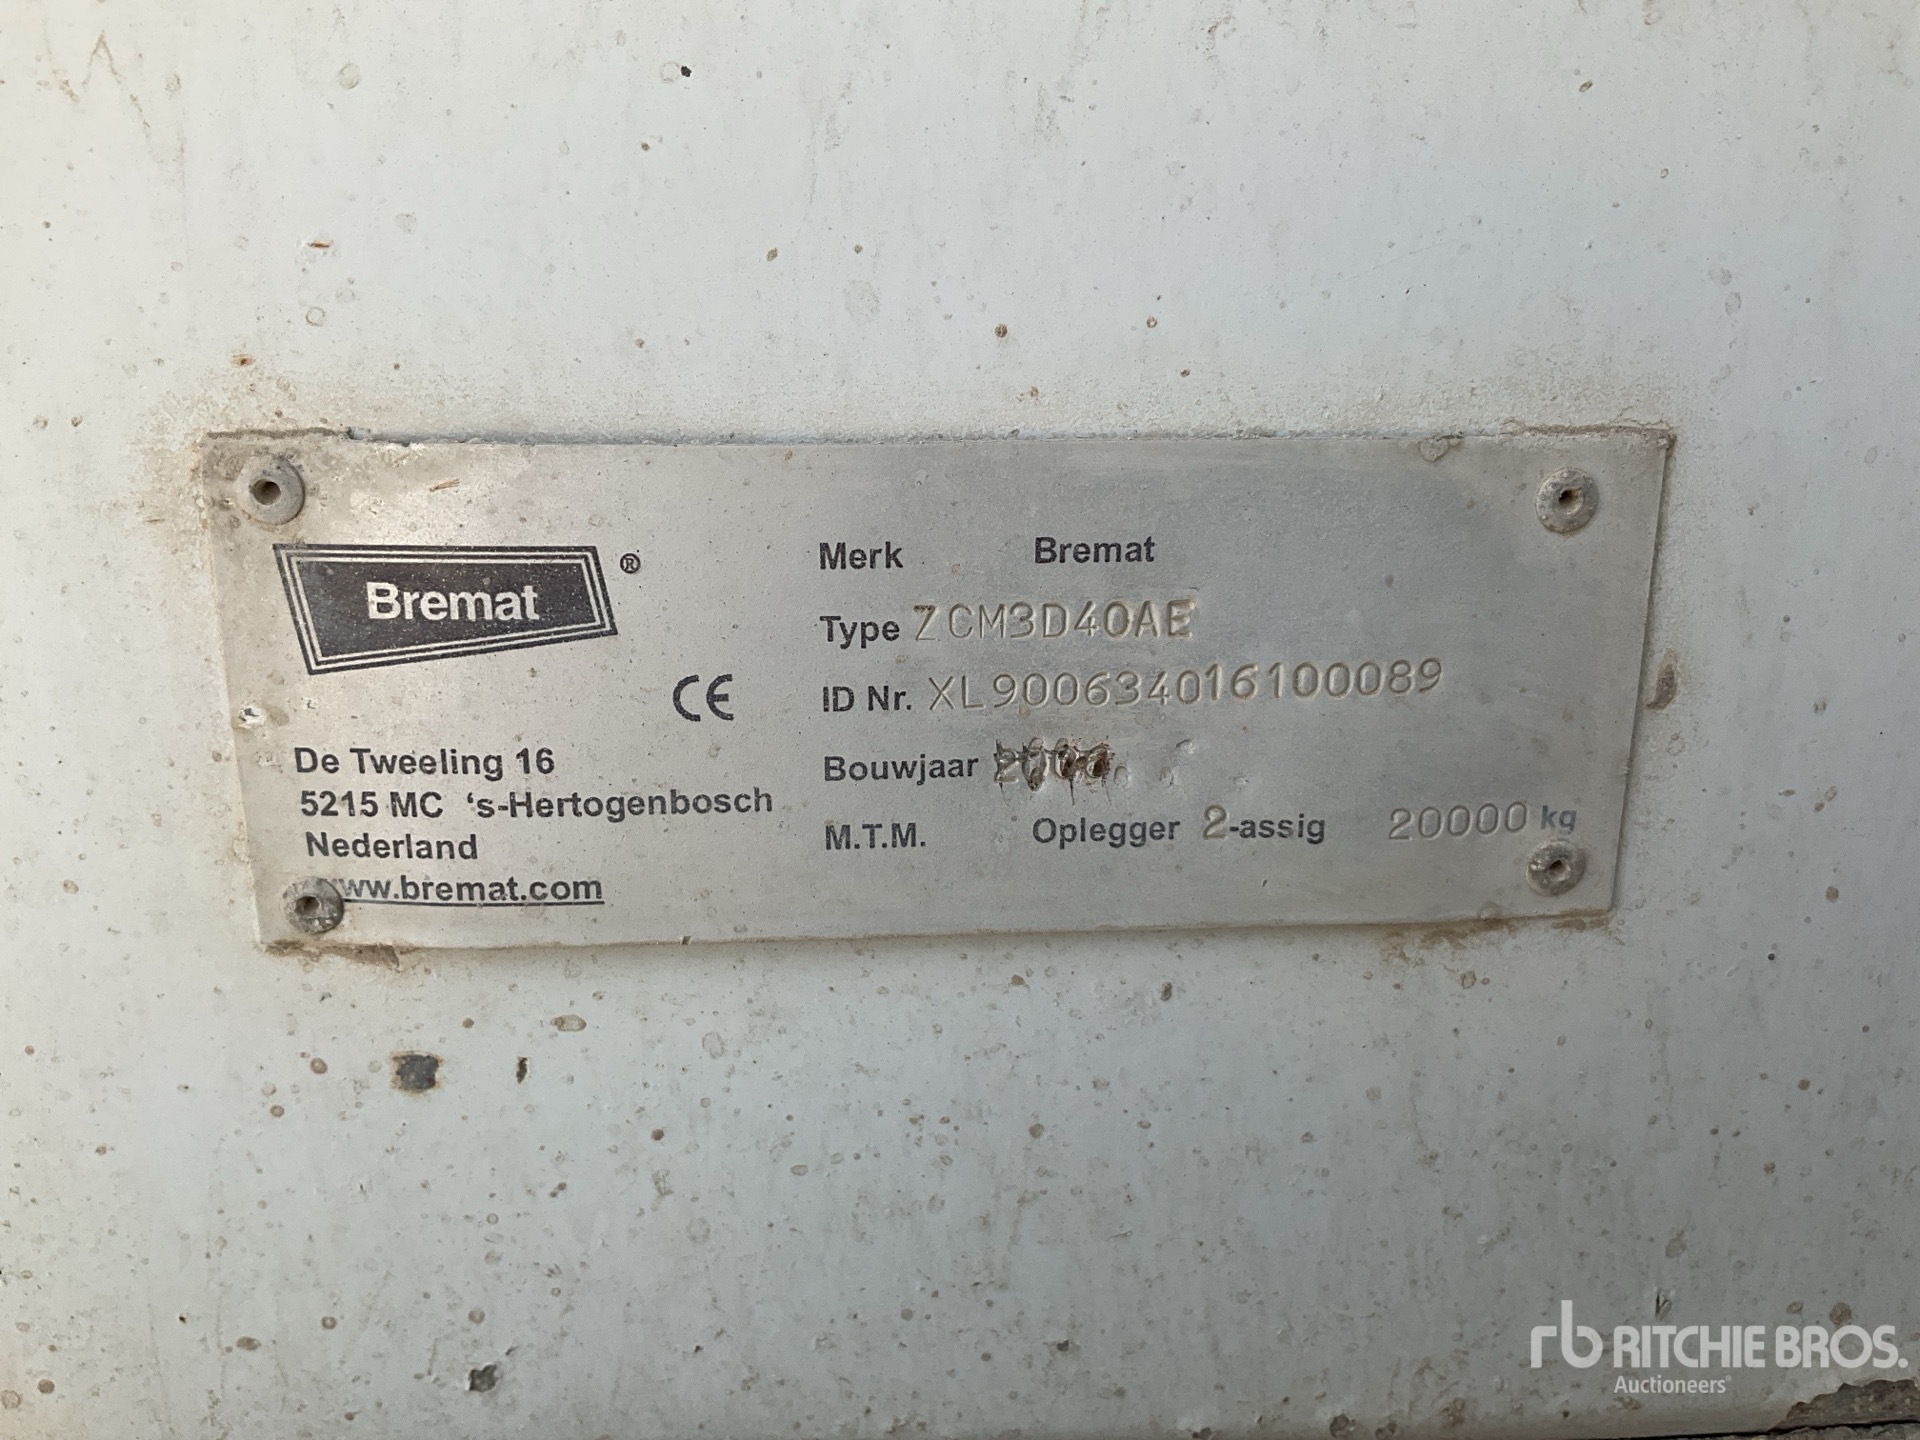 Bremat ®
CE
De Tweeling 16
5215 MC 's-Hertogenbosch
Nederland
www.bremat.com
Merk Bremat
Type ZCM3D40AE
ID Nr. XL900634016100089
Bouwjaar
M.T.M. Oplegger 2-assig 20000 kg
rb RITCHIE BROS.
Auctioneers